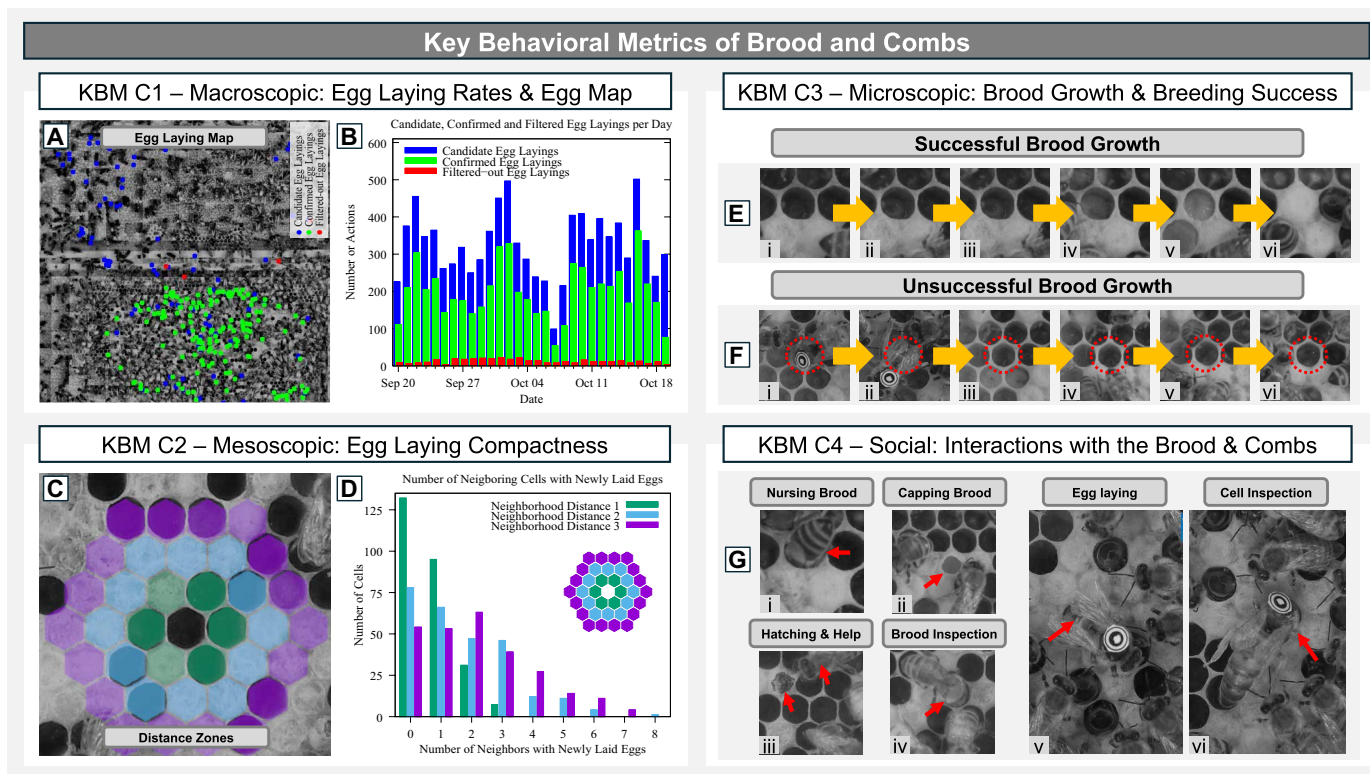 Key Behavioral Metrics of Brood and Combs
KBM C1 – Macroscopic: Egg Laying Rates & Egg Map
A
Egg Laying Map
Candidate Egg Layings
Confirmed Egg Layings
Filtered-out Egg Layings
B
Candidate, Confirmed and Filtered Egg Layings per Day
Candidate Egg Layings
Confirmed Egg Layings
Filtered−out Egg Layings
Number or Actions
600
500
400
300
200
100
0
Sep 20 Sep 27 Oct 04 Oct 11 Oct 18
Date
KBM C3 – Microscopic: Brood Growth & Breeding Success
Successful Brood Growth
E
i ii iii iv v vi
Unsuccessful Brood Growth
F
i ii iii iv v vi
KBM C2 – Mesoscopic: Egg Laying Compactness
C
Distance Zones
D
Number of Neigboring Cells with Newly Laid Eggs
Neighborhood Distance 1
Neighborhood Distance 2
Neighborhood Distance 3
Number of Cells
125
100
75
50
25
0
0 1 2 3 4 5 6 7 8
Number of Neighbors with Newly Laid Eggs
KBM C4 – Social: Interactions with the Brood & Combs
G
Nursing Brood
i
Capping Brood
ii
Hatching & Help
iii
Brood Inspection
iv
Egg laying
v
Cell Inspection
vi